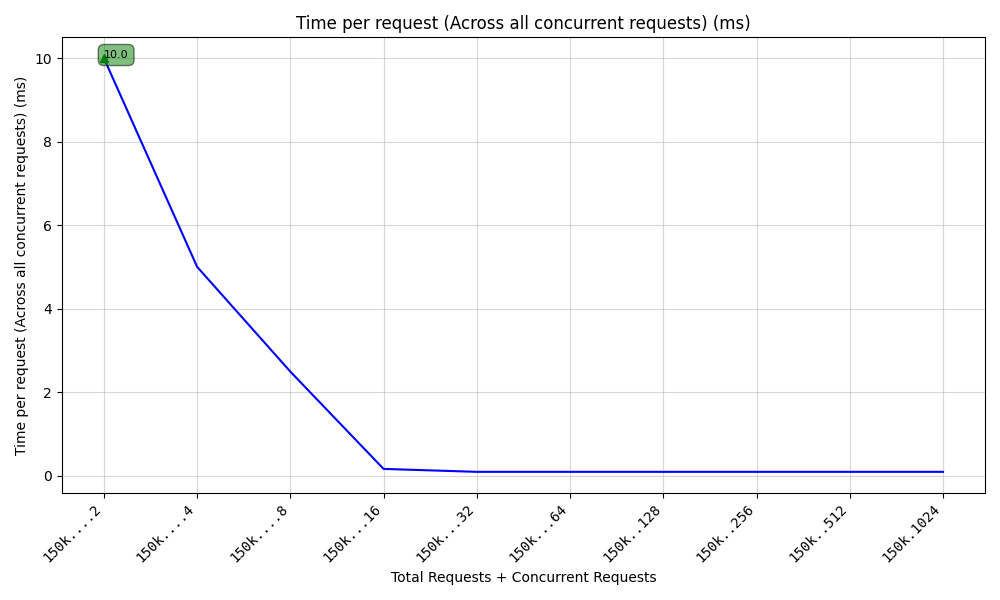 Time per request (Across all concurrent requests) (ms)
Time per request (Across all concurrent requests) (ms)
10
8
6
4
2
0
10.0
150k....2
150k....4
150k....8
150k...16
150k...32
150k...64
150k..128
150k..256
150k..512
150k.1024
Total Requests + Concurrent Requests